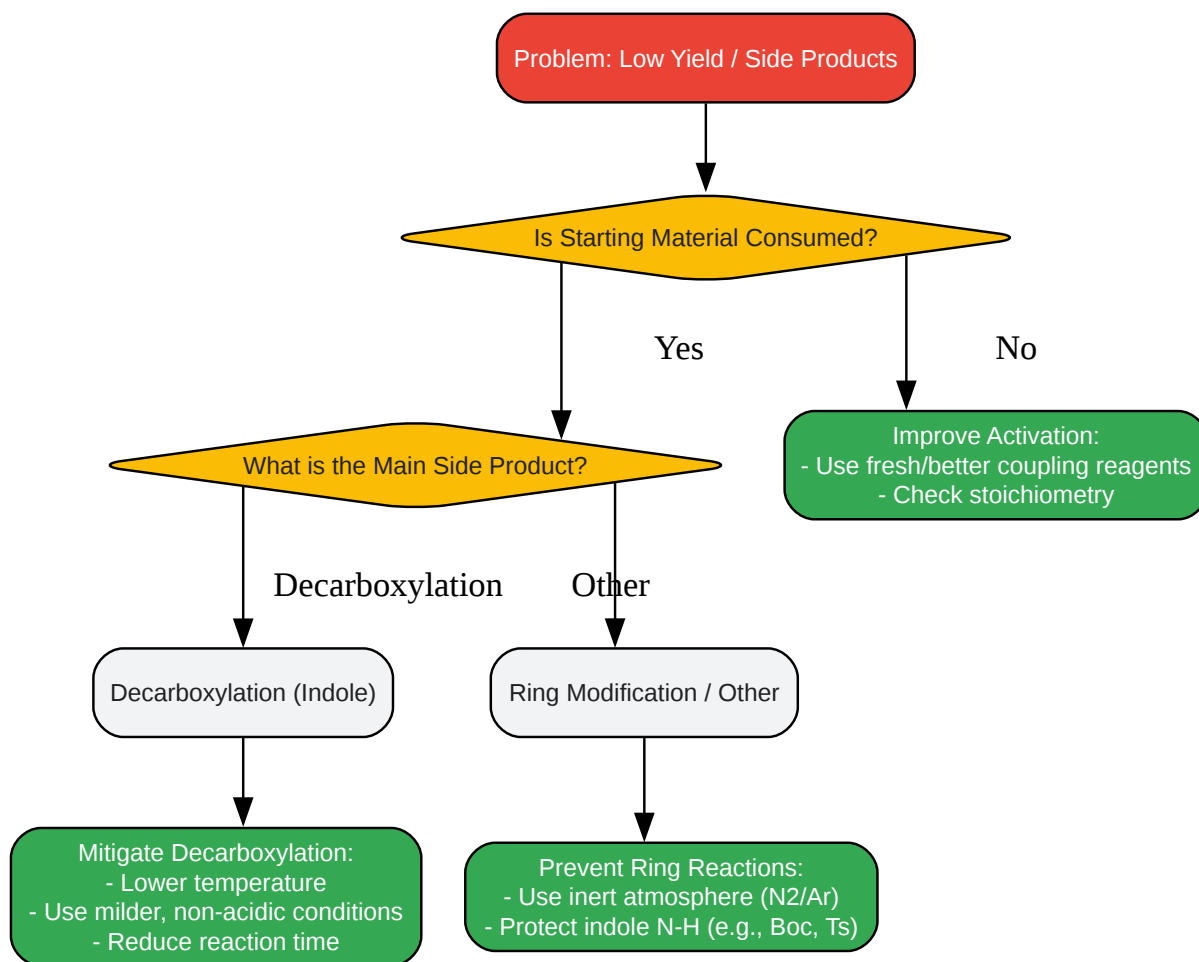 Problem: Low Yield / Side Products
Is Starting Material Consumed?
Yes
No
Improve Activation:
- Use fresh/better coupling reagents
- Check stoichiometry
What is the Main Side Product?
Decarboxylation
Other
Decarboxylation (Indole)
Ring Modification / Other
Mitigate Decarboxylation:
- Lower temperature
- Use milder, non-acidic conditions
- Reduce reaction time
Prevent Ring Reactions:
- Use inert atmosphere (N2/Ar)
- Protect indole N-H (e.g., Boc, Ts)